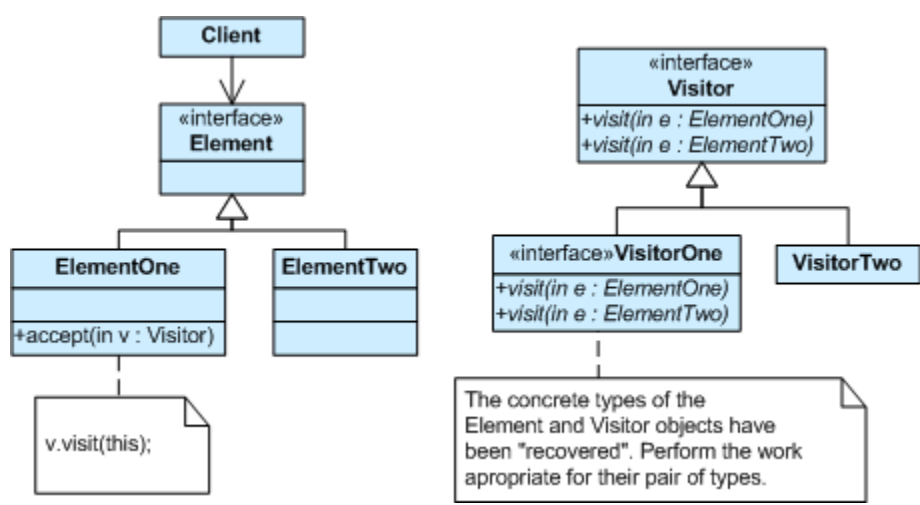 Client
«interface»
Element
ElementOne
+accept(in v : Visitor)
ElementTwo
v.visit(this);
«interface»
Visitor
+visit(in e : ElementOne)
+visit(in e : ElementTwo)
«interface»VisitorOne
+visit(in e : ElementOne)
+visit(in e : ElementTwo)
VisitorTwo
The concrete types of the
Element and Visitor objects have
been "recovered". Perform the work
apropriate for their pair of types.